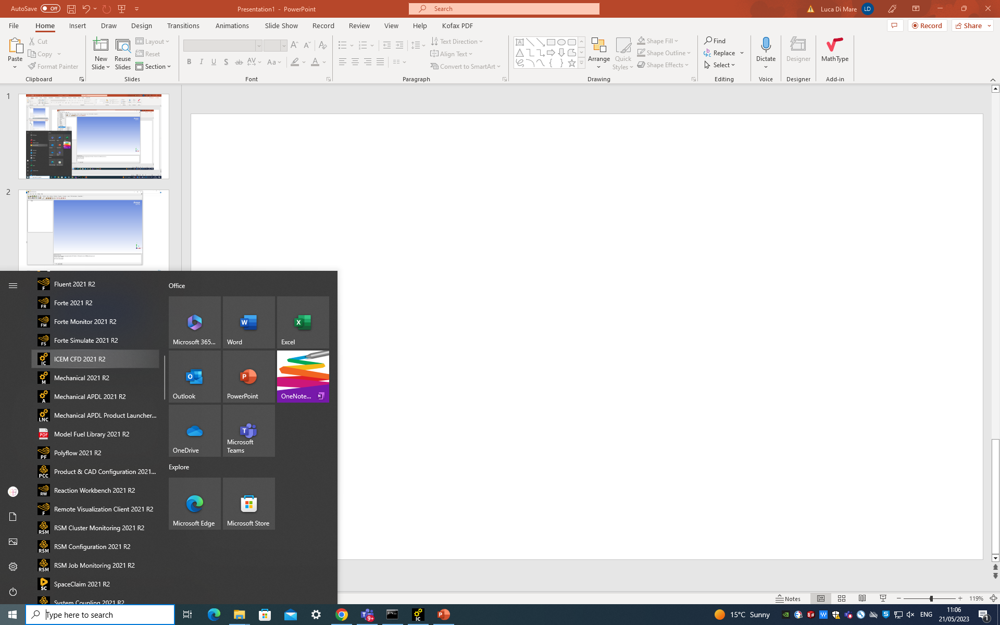 AutoSave Off
Presentation1 - PowerPoint
Search
Luca Di Mare LD
File Home Insert Draw Design Transitions Animations Slide Show Record Review View Help Kofax PDF
Record
Share
Paste
Cut
Copy
Format Painter
Clipboard
New Slide
Reuse Slides
Layout
Reset
Section
Slides
B I U S ab AV Aa A
Font
Paragraph
Text Direction
Align Text
Convert to SmartArt
Arrange
Quick Styles
Shape Fill
Shape Outline
Shape Effects
Drawing
Find
Replace
Select
Editing
Dictate
Voice
Designer
Designer
MathType
Add-in
1
2
Fluent 2021 R2
Forte 2021 R2
Forte Monitor 2021 R2
Forte Simulate 2021 R2
ICEM CFD 2021 R2
Mechanical 2021 R2
Mechanical APDL 2021 R2
Mechanical APDL Product Launcher...
Model Fuel Library 2021 R2
Polyflow 2021 R2
Product & CAD Configuration 2021...
Reaction Workbench 2021 R2
Remote Visualization Client 2021 R2
RSM Cluster Monitoring 2021 R2
RSM Configuration 2021 R2
RSM Job Monitoring 2021 R2
SpaceClaim 2021 R2
System Coupling 2021 R2
Office
Microsoft 365...
Word
Excel
Outlook
PowerPoint
OneNote...
OneDrive
Microsoft Teams
Explore
Microsoft Edge
Microsoft Store
Notes
119%
Type here to search
15°C Sunny
ENG
11:06
21/05/2023